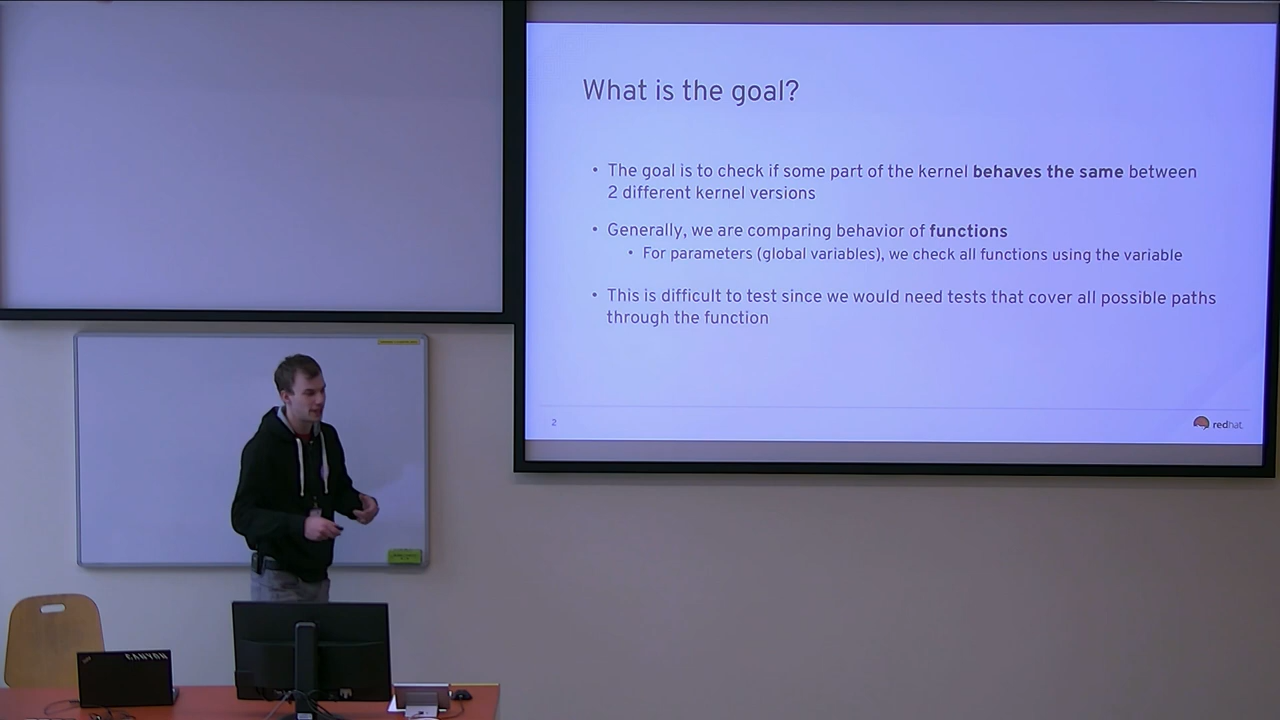 What is the goal?
• The goal is to check if some part of the kernel behaves the same between
2 different kernel versions
• Generally, we are comparing behavior of functions
• For parameters (global variables), we check all functions using the variable
• This is difficult to test since we would need tests that cover all possible paths
through the function
2
redhat.
CANYON